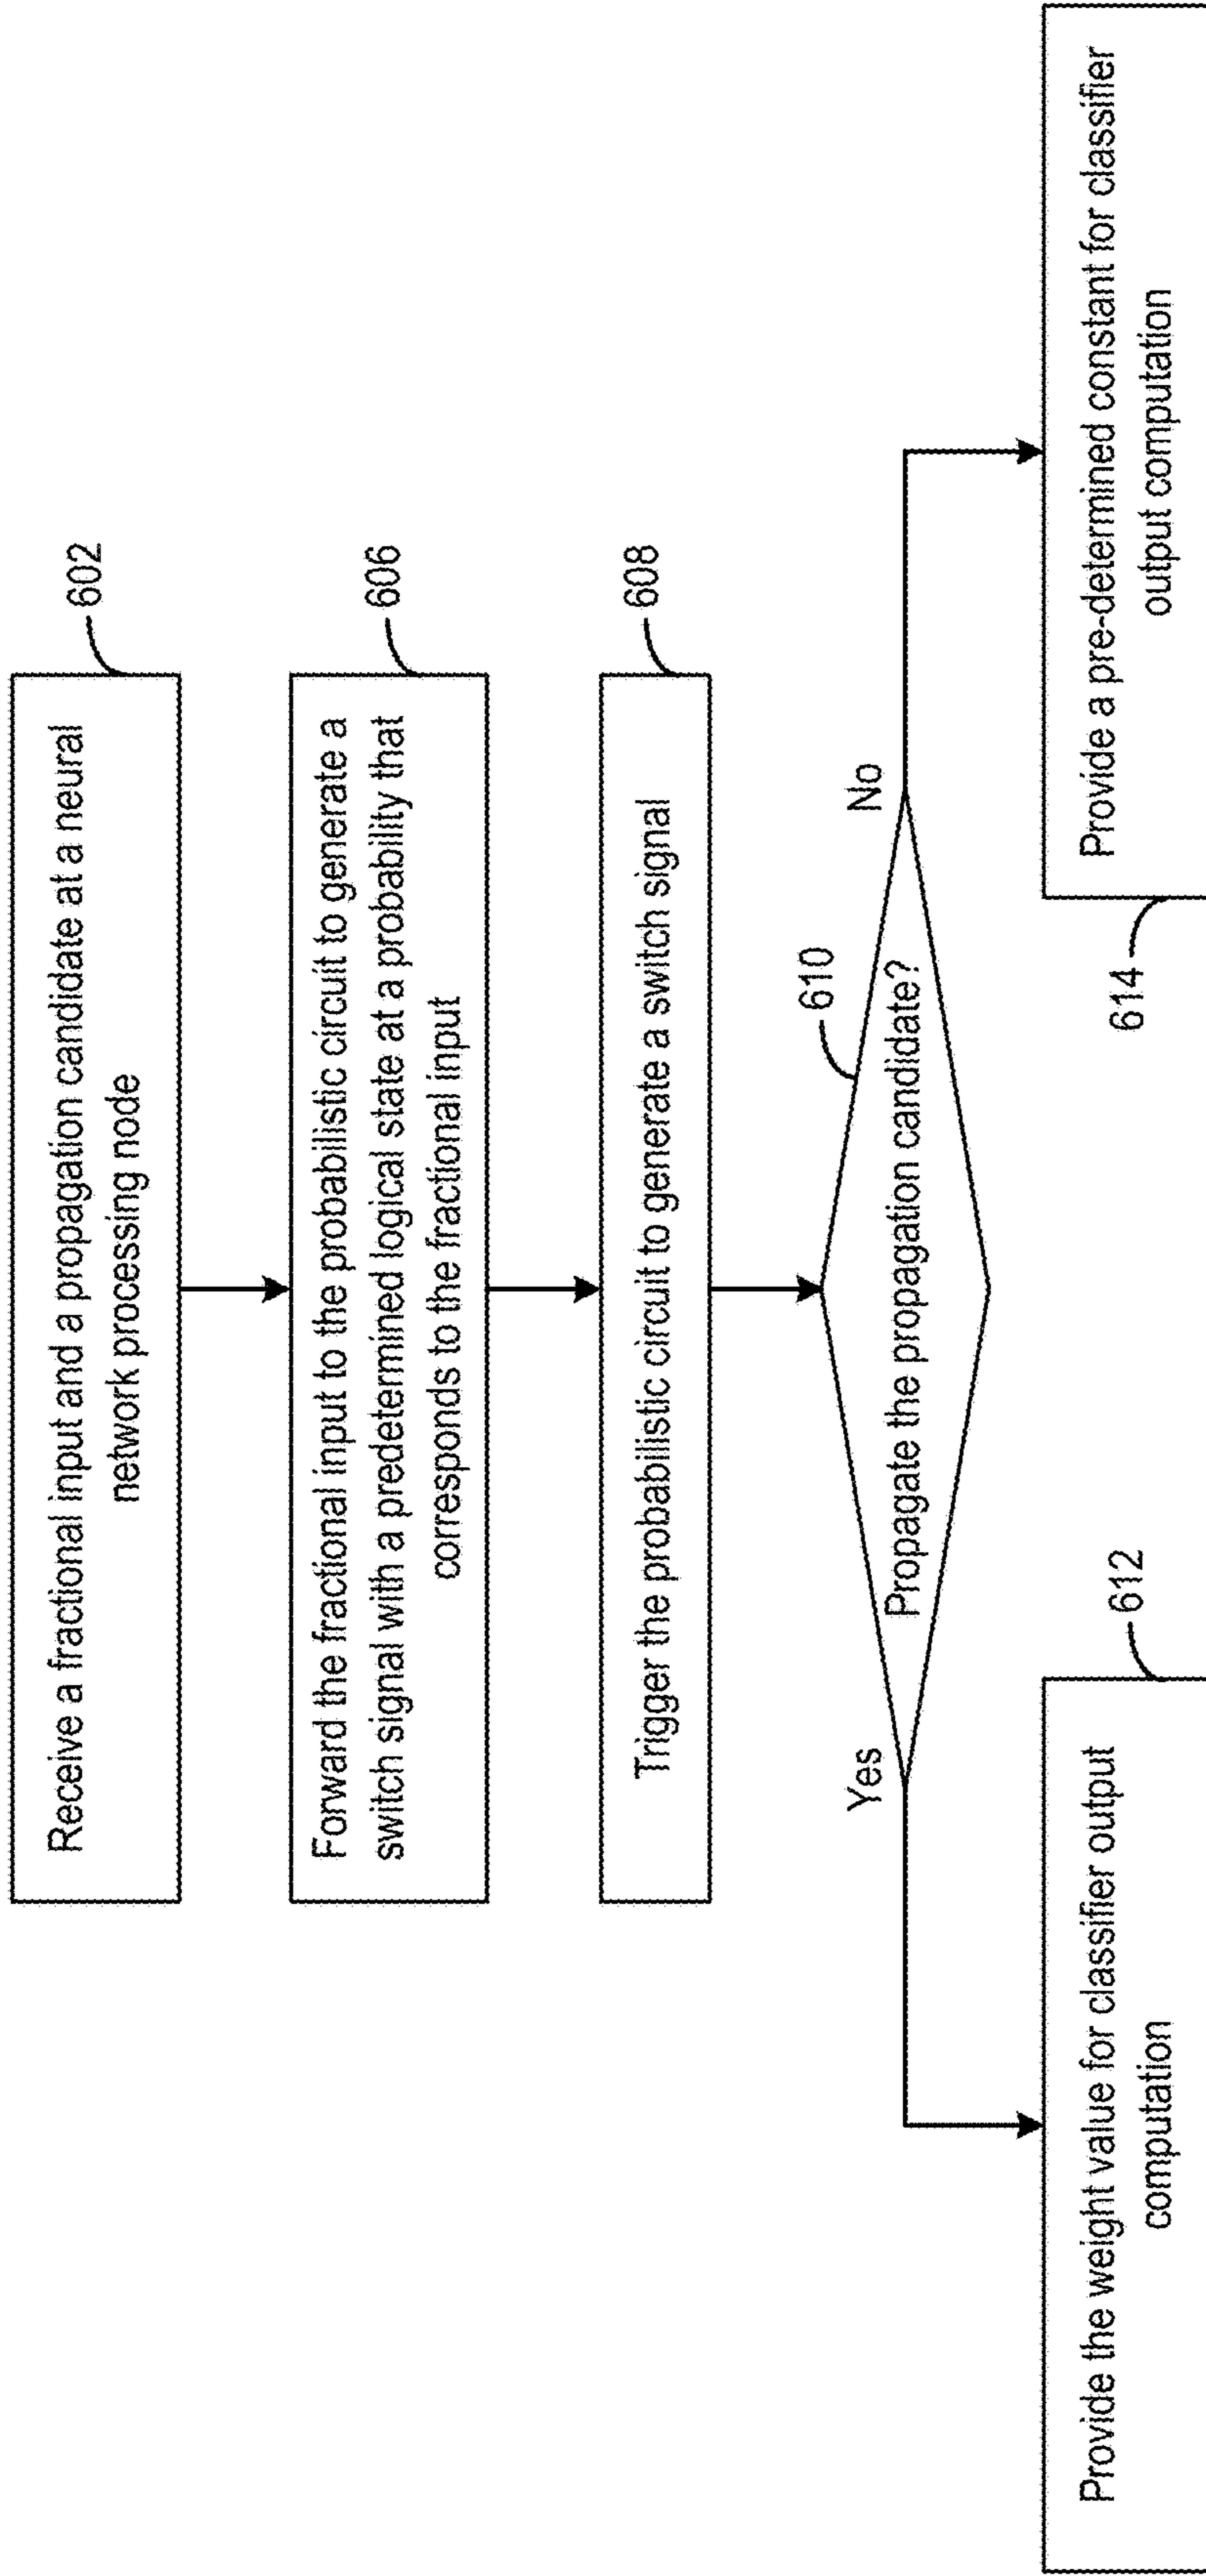 Receive a fractional input and a propagation candidate at a neural
network processing node
602
Forward the fractional input to the probabilistic circuit to generate a
switch signal with a predetermined logical state at a probability that
corresponds to the fractional input
606
Trigger the probabilistic circuit to generate a switch signal
608
610
Propagate the propagation candidate?
Yes
No
Provide the weight value for classifier output
computation
612
Provide a pre-determined constant for classifier
output computation
614